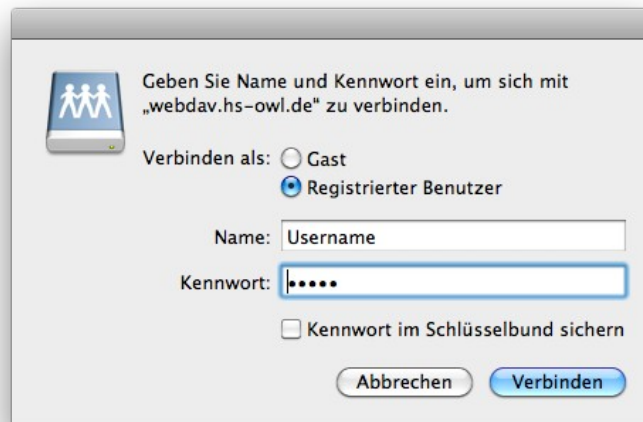 Geben Sie Name und Kennwort ein, um sich mit
„webdav.hs-owl.de“ zu verbinden.
Verbinden als: Gast
Registrierter Benutzer
Name: Username
Kennwort: •••••
Kennwort im Schlüsselbund sichern
Abbrechen Verbinden